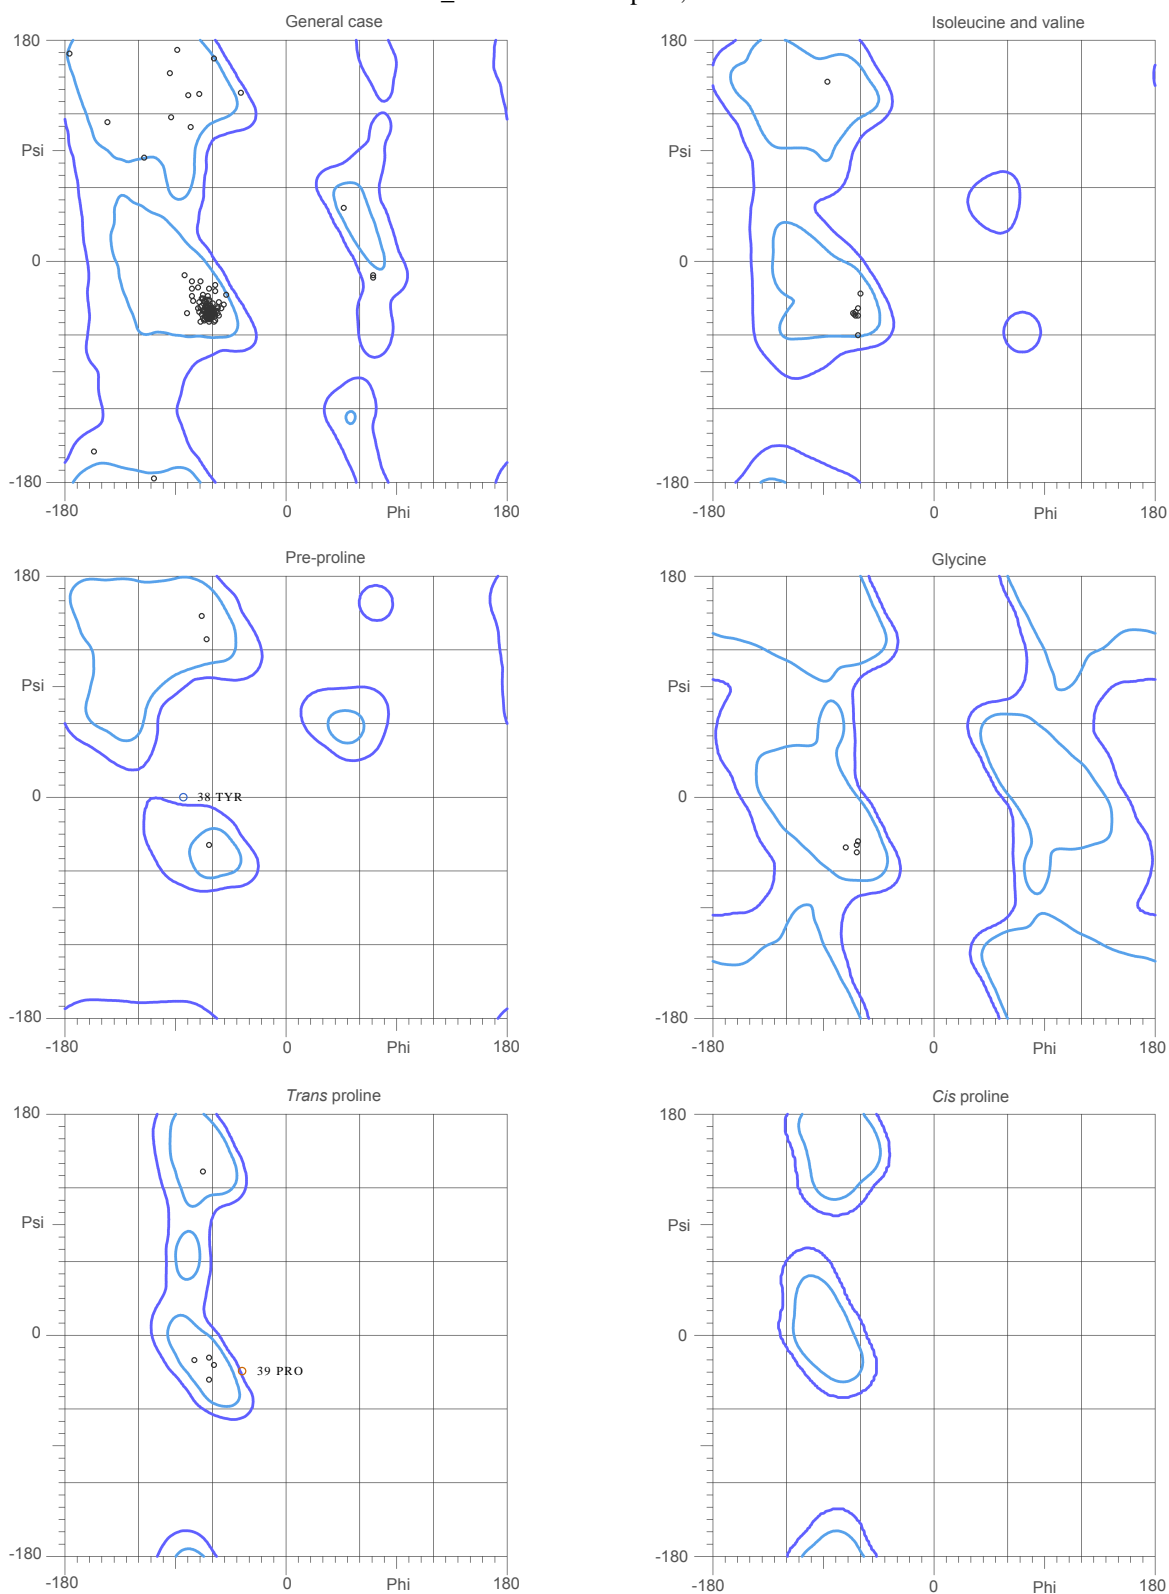 General case
180
Psi
0
-180
-180
0
Phi
180
Isoleucine and valine
180
Psi
0
-180
-180
0
Phi
180
Pre-proline
180
Psi
0
-180
38 TYR
-180
0
Phi
180
Glycine
180
Psi
0
-180
-180
0
Phi
180
Trans proline
180
Psi
0
-180
39 PRO
-180
0
Phi
180
Cis proline
180
Psi
0
-180
-180
0
Phi
180